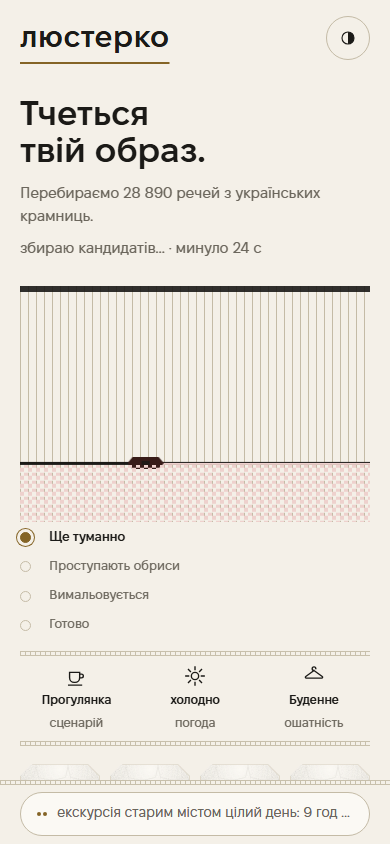 люстерко
Тчеться
твій образ.
Перебираємо 28 890 речей з українських
крамниць.
збираю кандидатів... · минуло 24 с
Ще туманно
Проступають обриси
Вимальовується
Готово
Прогулянка
сценарій
холодно
погода
Буденне
ошатність
екскурсія старим містом цілий день: 9 год ...